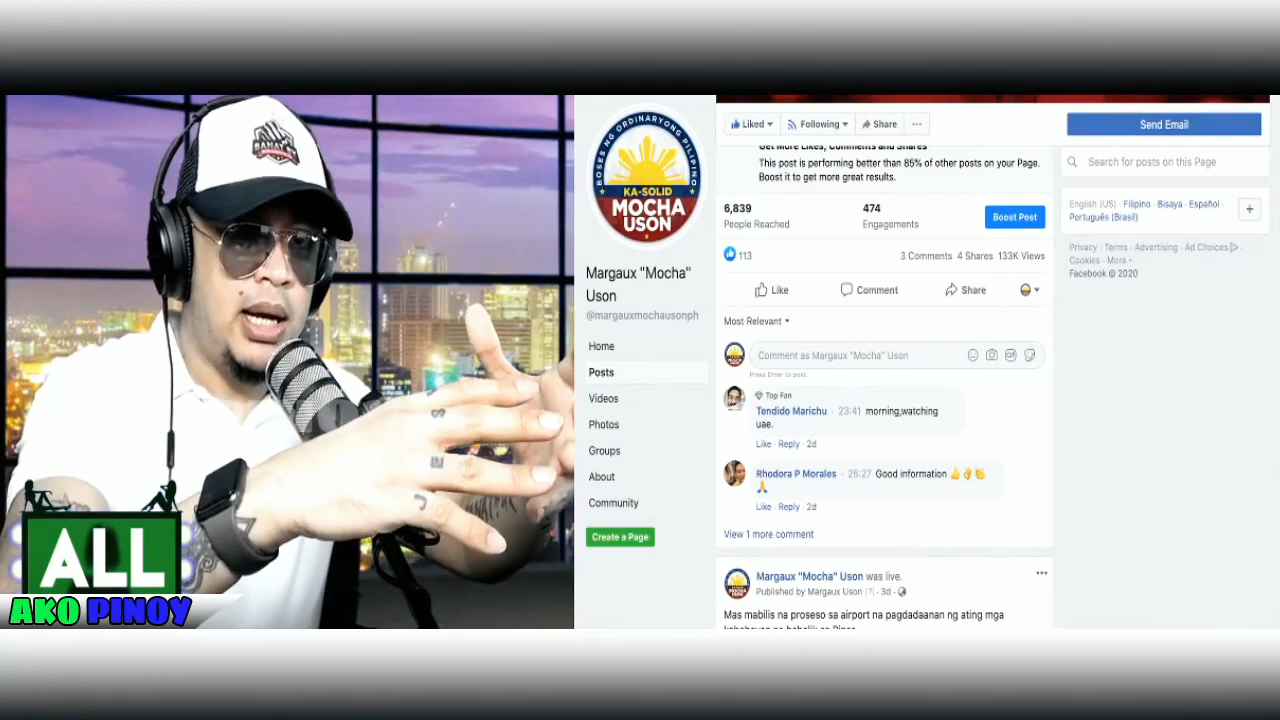 BANAT BY
ALL
AKO PINOY
BOSES NG ORDINARYONG PILIPINO
KA-SOLID
MOCHA
USON
Margaux "Mocha"
Uson
@margauxmochausonph
Home
Posts
Videos
Photos
Groups
About
Community
Create a Page
Liked
Following
Share
Get More Likes, Comments and Shares
This post is performing better than 85% of other posts on your Page.
Boost it to get more great results.
6,839
People Reached
474
Engagements
Boost Post
113
3 Comments 4 Shares 133K Views
Like Comment Share
Most Relevant
Comment as Margaux "Mocha" Uson
Press Enter to post.
Top Fan
Tendido Marichu · 23:41 morning,watching
uae.
Like · Reply · 2d
Rhodora P Morales · 25:27 Good information 👍👌👏
🙏
Like · Reply · 2d
View 1 more comment
Margaux "Mocha" Uson was live.
Published by Margaux Uson [?] · 3d ·
Mas mabilis na proseso sa airport na pagdadaanan ng ating mga
Send Email
Search for posts on this Page
English (US) · Filipino · Bisaya · Español ·
Português (Brasil)
Privacy · Terms · Advertising · Ad Choices ·
Cookies · More
Facebook © 2020